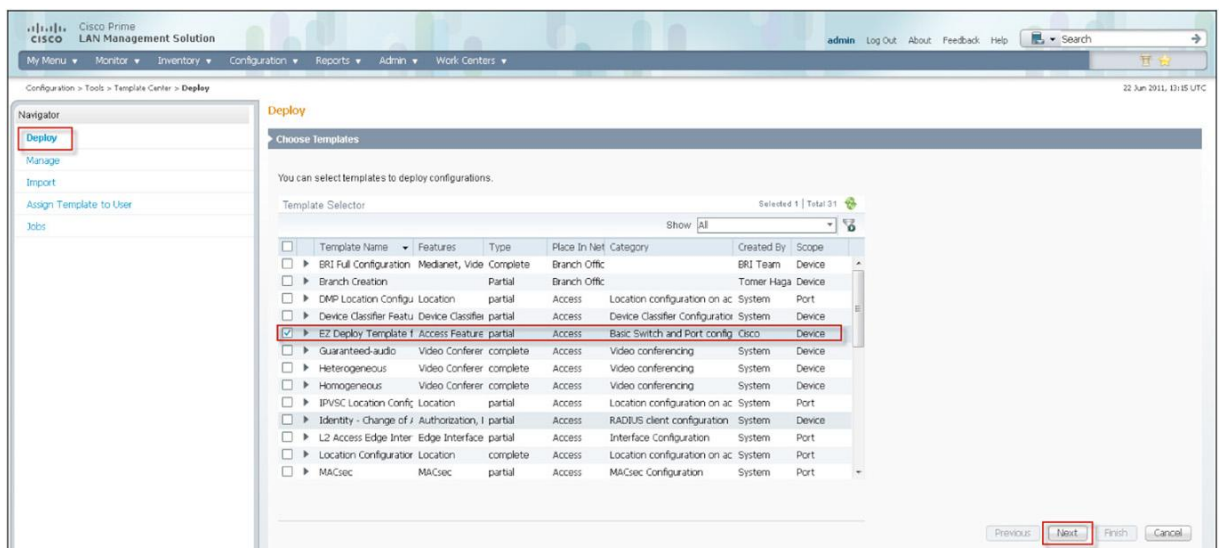 Cisco Prime
CISCO LAN Management Solution
admin Log Out About Feedback Help Search
My Menu Monitor Inventory Configuration Reports Admin Work Centers
Configuration > Tools > Template Center > Deploy
22 Jun 2011, 13:15 UTC
Navigator
Deploy
Manage
Import
Assign Template to User
Jobs
Deploy
Choose Templates
You can select templates to deploy configurations.
Template Selector
Selected 1 | Total 31
Show All
Template Name Features Type Place In Net Category Created By Scope
BRI Full Configuration Medianet, Vide Complete Branch Offic BRI Team Device
Branch Creation Partial Branch Offic Tomer Haga Device
DMP Location Configu Location partial Access Location configuration on ac System Port
Device Classifier Featu Device Classifie partial Access Device Classifier Configuration System Device
EZ Deploy Template f Access Feature partial Access Basic Switch and Port config Cisco Device
Guaranteed-audio Video Conferer complete Access Video conferencing System Device
Heterogeneous Video Conferer complete Access Video conferencing System Device
Homogeneous Video Conferer complete Access Video conferencing System Device
IPVSC Location Config Location partial Access Location configuration on ac System Port
Identity - Change of Authorization, partial Access RADIUS client configuration System Device
L2 Access Edge Inter Edge Interface partial Access Interface Configuration System Port
Location Configuration Location complete Access Location configuration on ac System Port
MACsec MACsec partial Access MACsec Configuration System Port
Previous Next Finish Cancel